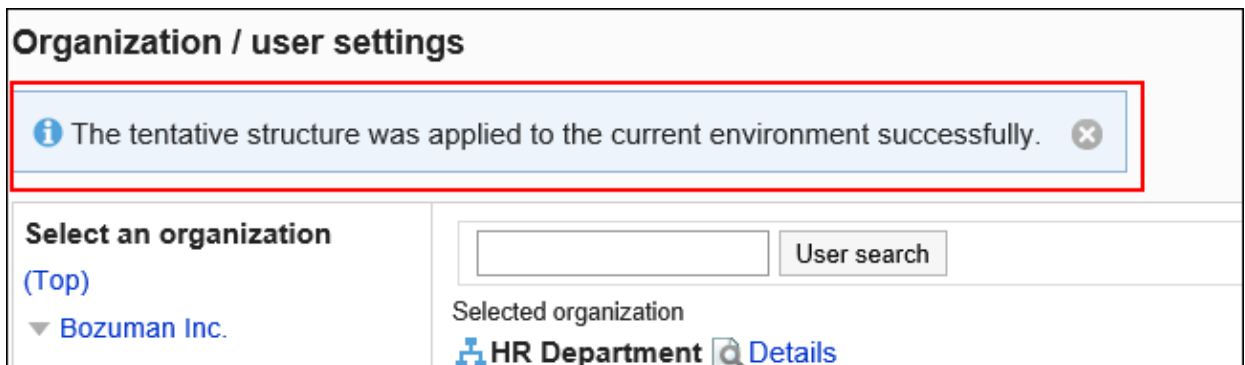 Organization / user settings
The tentative structure was applied to the current environment successfully.
Select an organization
(Top)
Bozuman Inc.
User search
Selected organization
HR Department Details